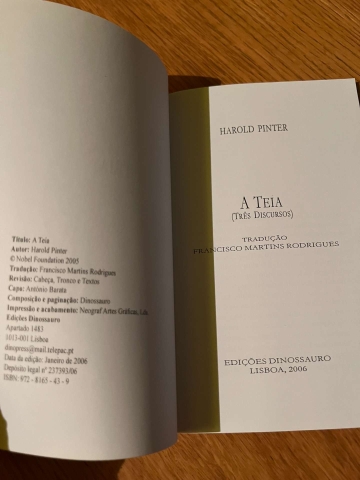 Título: A Teia
Autor: Harold Pinter
© Nobel Foundation 2005
Tradução: Francisco Martins Rodrigues
Revisão: Cabeça, Tronco e Textos
Capa: António Barata
Composição e paginação: Dinossauro
Impressão e acabamento: Neograf Artes Gráficas, Lda
Edições Dinossauro
Apartado 1483
1013-001 Lisboa
dinopress@mail.telepac.pt
Data da edição: Janeiro de 2006
Depósito legal nº 237393/06
ISBN: 972 - 8165 - 43 - 9
HAROLD PINTER
A TEIA
(TRÊS DISCURSOS)
TRADUÇÃO
FRANCISCO MARTINS RODRIGUES
EDIÇÕES DINOSSAURO
LISBOA, 2006